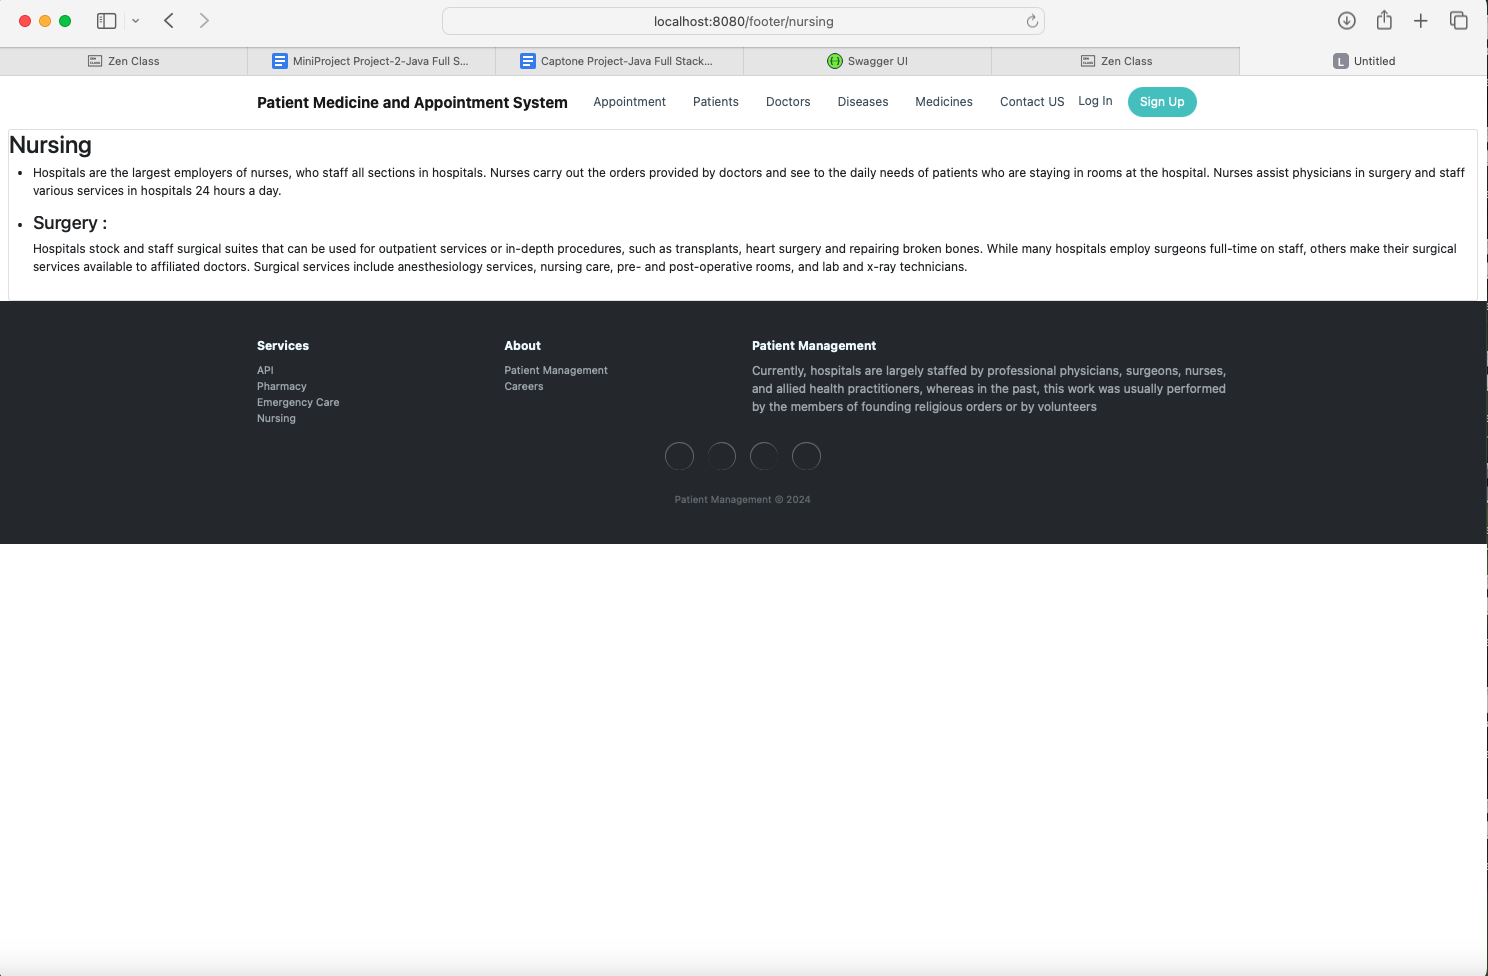 localhost:8080/footer/nursing
Zen Class
MiniProject Project-2-Java Full S...
Captone Project-Java Full Stack...
Swagger UI
Zen Class
L Untitled
Patient Medicine and Appointment System Appointment Patients Doctors Diseases Medicines Contact US Log In Sign Up
Nursing
• Hospitals are the largest employers of nurses, who staff all sections in hospitals. Nurses carry out the orders provided by doctors and see to the daily needs of patients who are staying in rooms at the hospital. Nurses assist physicians in surgery and staff
various services in hospitals 24 hours a day.
• Surgery :
Hospitals stock and staff surgical suites that can be used for outpatient services or in-depth procedures, such as transplants, heart surgery and repairing broken bones. While many hospitals employ surgeons full-time on staff, others make their surgical
services available to affiliated doctors. Surgical services include anesthesiology services, nursing care, pre- and post-operative rooms, and lab and x-ray technicians.
Services
API
Pharmacy
Emergency Care
Nursing
About
Patient Management
Careers
Patient Management
Currently, hospitals are largely staffed by professional physicians, surgeons, nurses,
and allied health practitioners, whereas in the past, this work was usually performed
by the members of founding religious orders or by volunteers
Patient Management © 2024